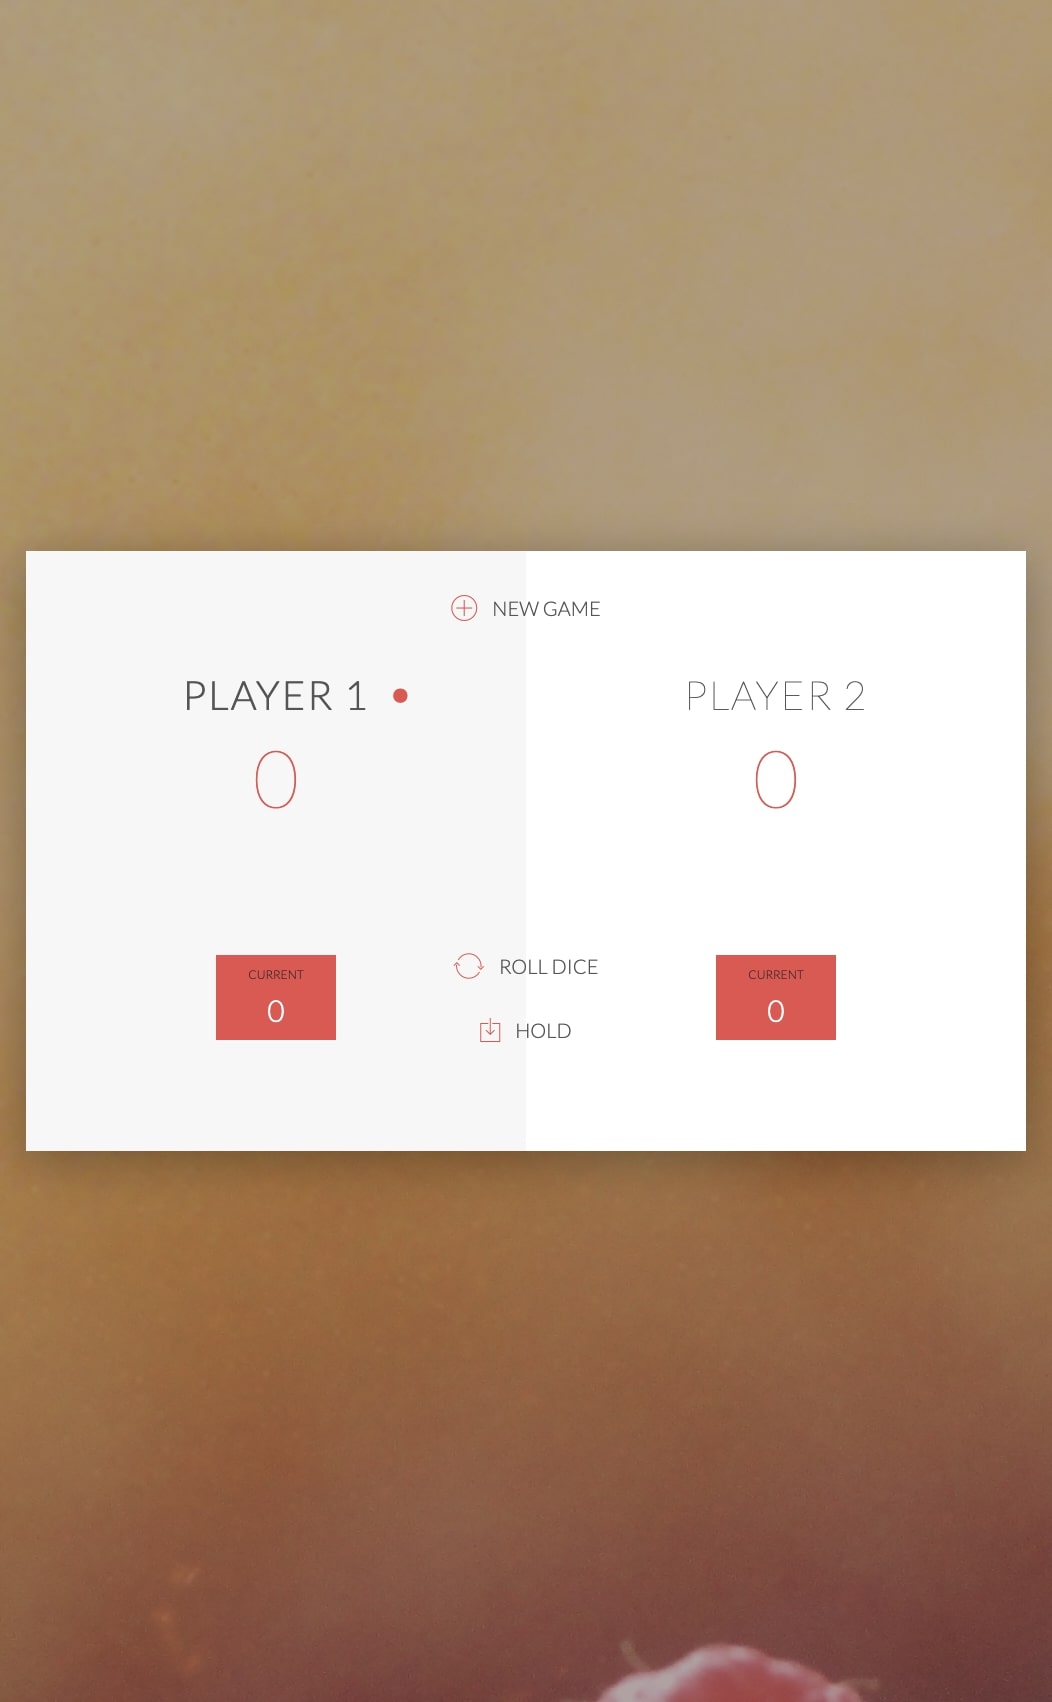 NEW GAME
PLAYER 1
0
PLAYER 2
0
CURRENT
0
ROLL DICE
HOLD
CURRENT
0